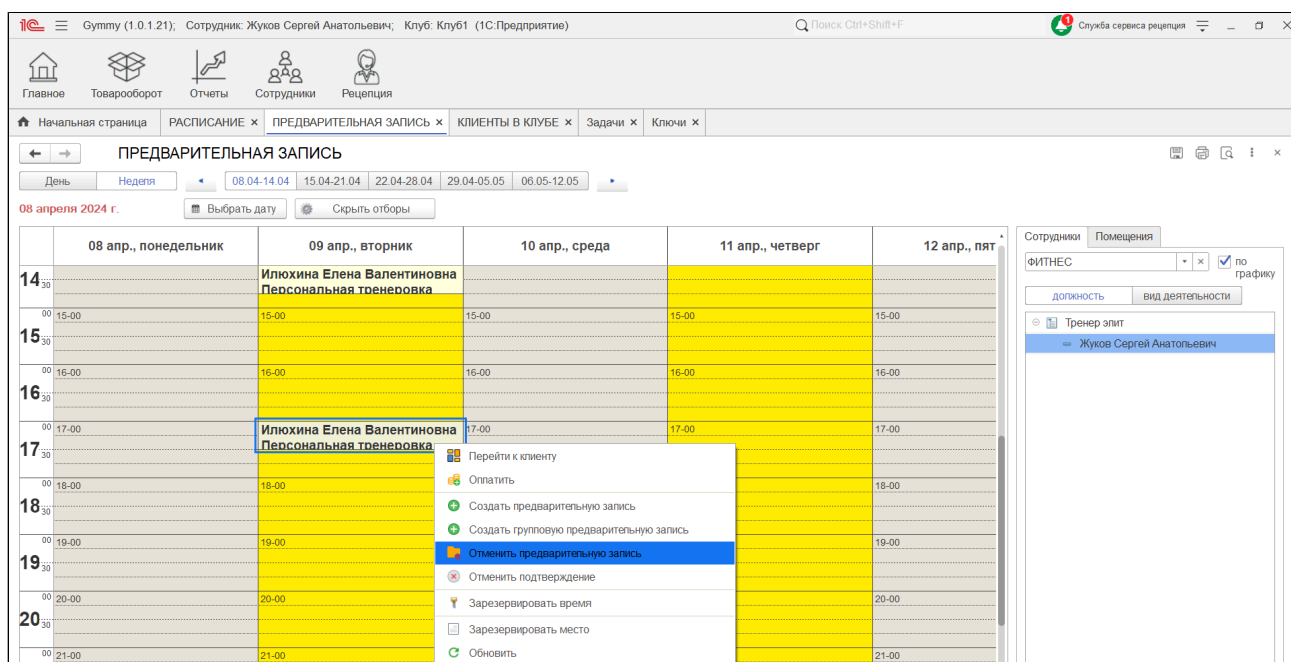 Gymmy (1.0.1.21); Сотрудник: Жуков Сергей Анатольевич; Клуб: Клуб1 (1С:Предприятие)
Поиск Ctrl+Shift+F
9
Служба сервиса рецепция
Главное
Товарооборот
Отчеты
Сотрудники
Рецепция
Начальная страница
РАСПИСАНИЕ ×
ПРЕДВАРИТЕЛЬНАЯ ЗАПИСЬ ×
КЛИЕНТЫ В КЛУБЕ ×
Задачи ×
Ключи ×
ПРЕДВАРИТЕЛЬНАЯ ЗАПИСЬ
День
Неделя
08.04-14.04
15.04-21.04
22.04-28.04
29.04-05.05
06.05-12.05
08 апреля 2024 г.
Выбрать дату
Скрыть отборы
08 апр., понедельник
09 апр., вторник
10 апр., среда
11 апр., четверг
12 апр., пят
14 30
Илюхина Елена Валентиновна
Персональная тренеровка
00 15-00 15-00 15-00 15-00 15-00
15 30
00 16-00 16-00 16-00 16-00 16-00
16 30
00 17-00
Илюхина Елена Валентиновна
Персональная тренеровка
17-00 17-00 17-00
17 30
00 18-00 18-00 18-00
18 30
00 19-00 19-00 19-00
19 30
00 20-00 20-00 20-00
20 30
00 21-00 21-00 21-00
Перейти к клиенту
Оплатить
Создать предварительную запись
Создать групповую предварительную запись
Отменить предварительную запись
Отменить подтверждение
Зарезервировать время
Зарезервировать место
Обновить
Сотрудники
Помещения
ФИТНЕС
по
графику
должность
вид деятельности
Тренер элит
Жуков Сергей Анатольевич